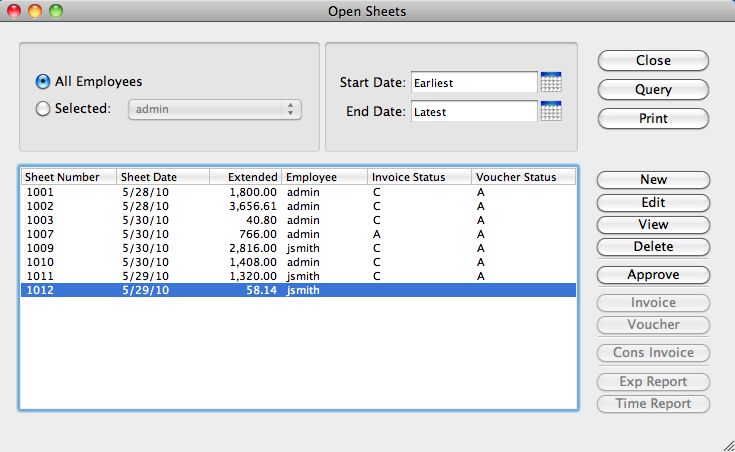 Open Sheets
All Employees
Selected: admin
Start Date: Earliest
End Date: Latest
Close
Query
Print
Sheet Number Sheet Date Extended Employee Invoice Status Voucher Status
1001 5/28/10 1,800.00 admin C A
1002 5/28/10 3,656.61 admin C A
1003 5/30/10 40.80 admin C A
1007 5/30/10 766.00 admin A A
1009 5/30/10 2,816.00 jsmith C A
1010 5/30/10 1,408.00 admin C A
1011 5/29/10 1,320.00 jsmith C A
1012 5/29/10 58.14 jsmith
New
Edit
View
Delete
Approve
Invoice
Voucher
Cons Invoice
Exp Report
Time Report